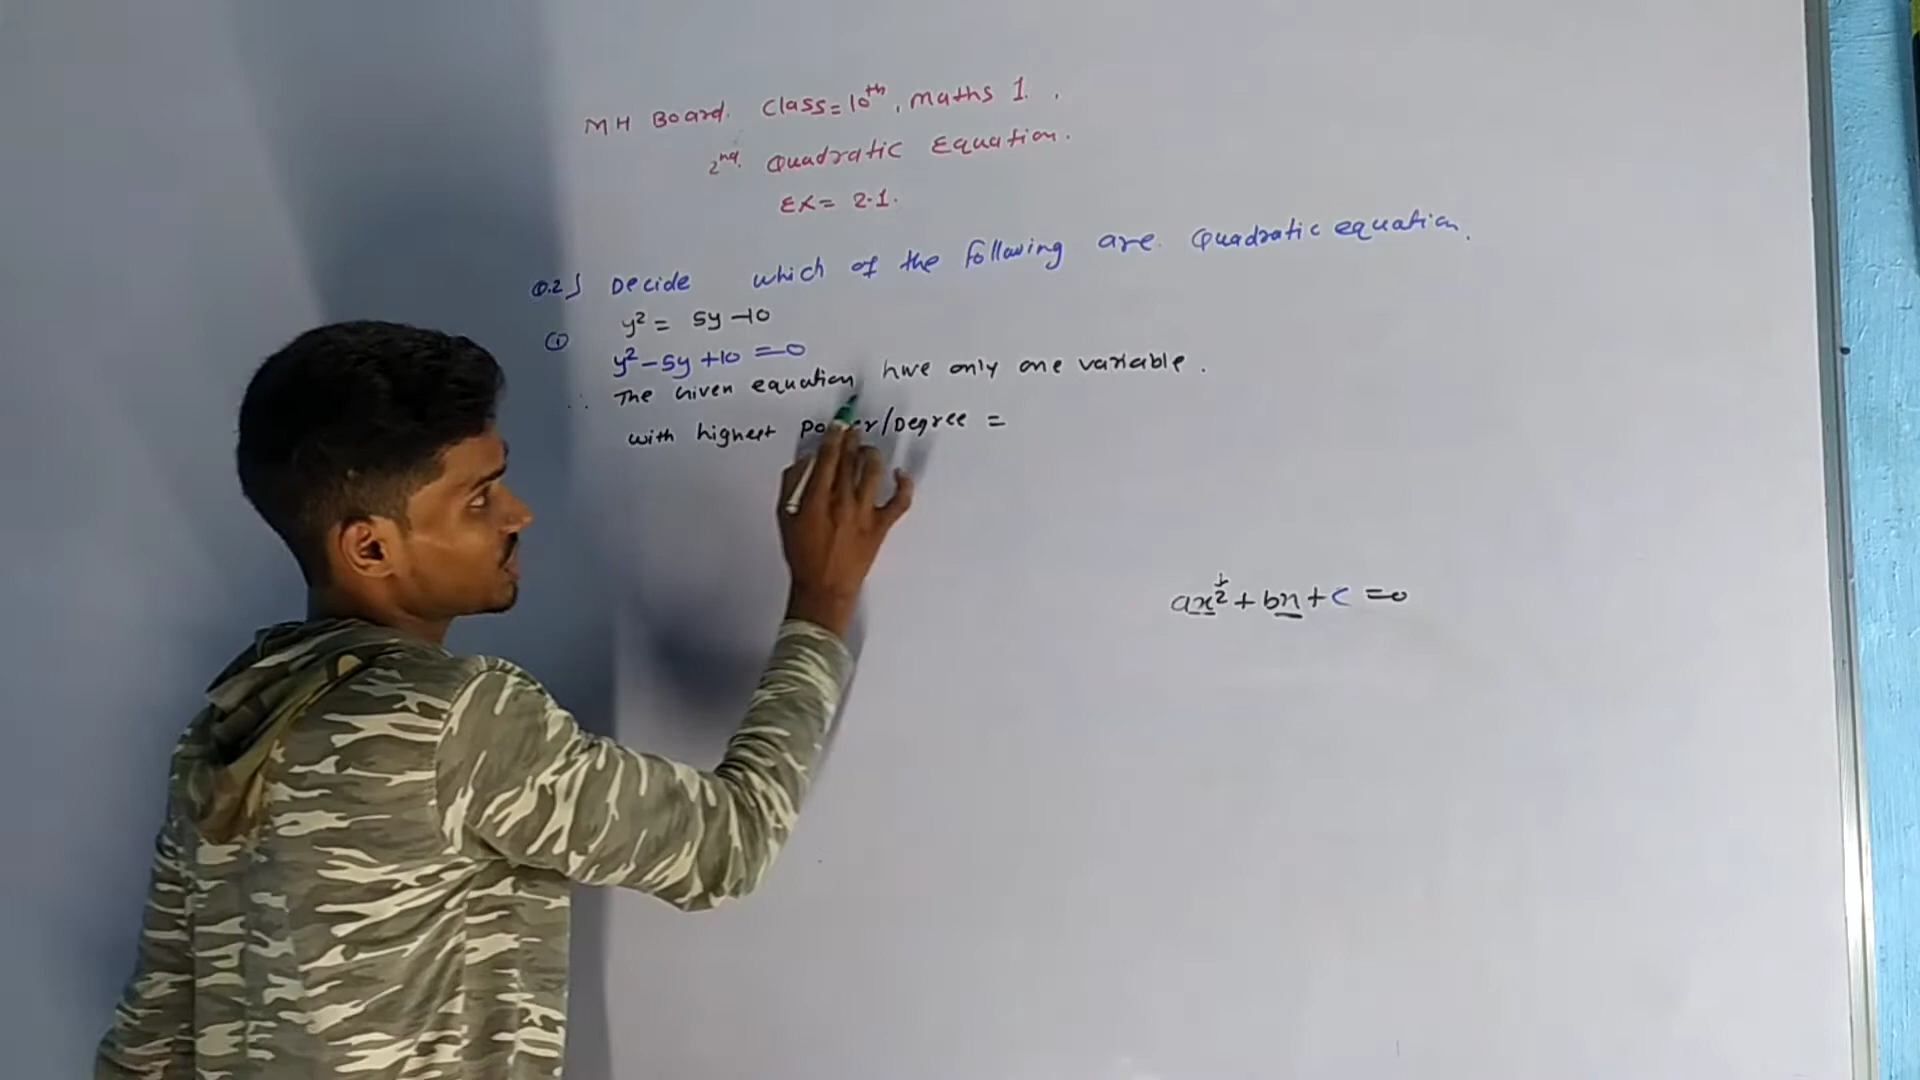 MH Board. Class=10th, Maths 1.
2nd. Quadratic Equation.
EX= 2.1.
Q.2) Decide which of the following are Quadratic equation.
① y² = 5y-10
y²-5y+10=0
∴ The Given equation hve only one variable.
with highest Power/Degree =
ax²+bx+c=0